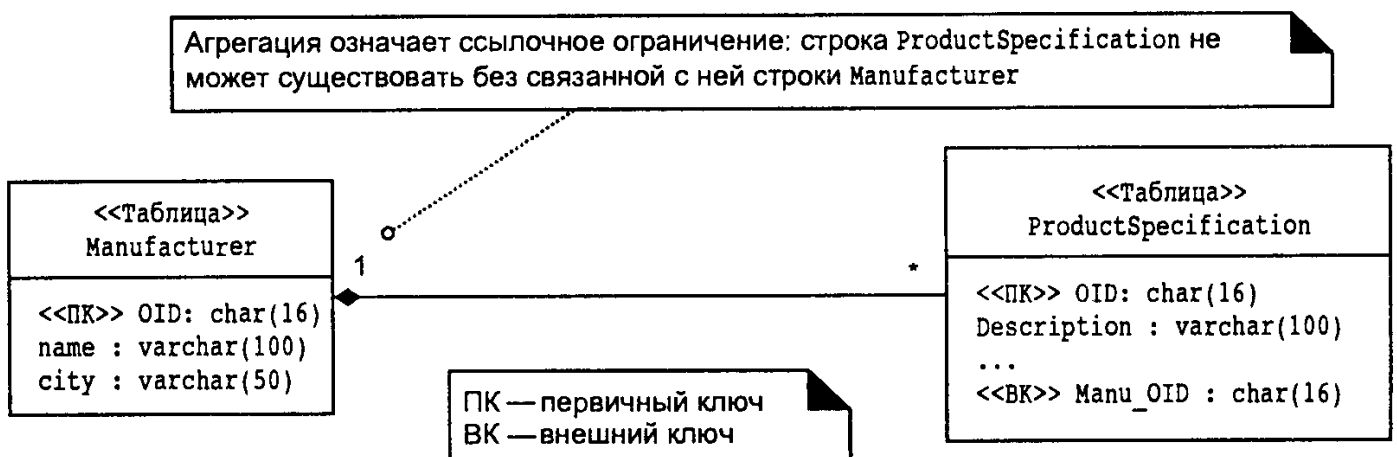 Агрегация означает ссылочное ограничение: строка ProductSpecification не
может существовать без связанной с ней строки Manufacturer
<<Таблица>>
Manufacturer
<<ПК>> OID: char(16)
name : varchar(100)
city : varchar(50)
1
*
<<Таблица>>
ProductSpecification
<<ПК>> OID: char(16)
Description : varchar(100)
...
<<ВК>> Manu_OID : char(16)
ПК — первичный ключ
ВК — внешний ключ